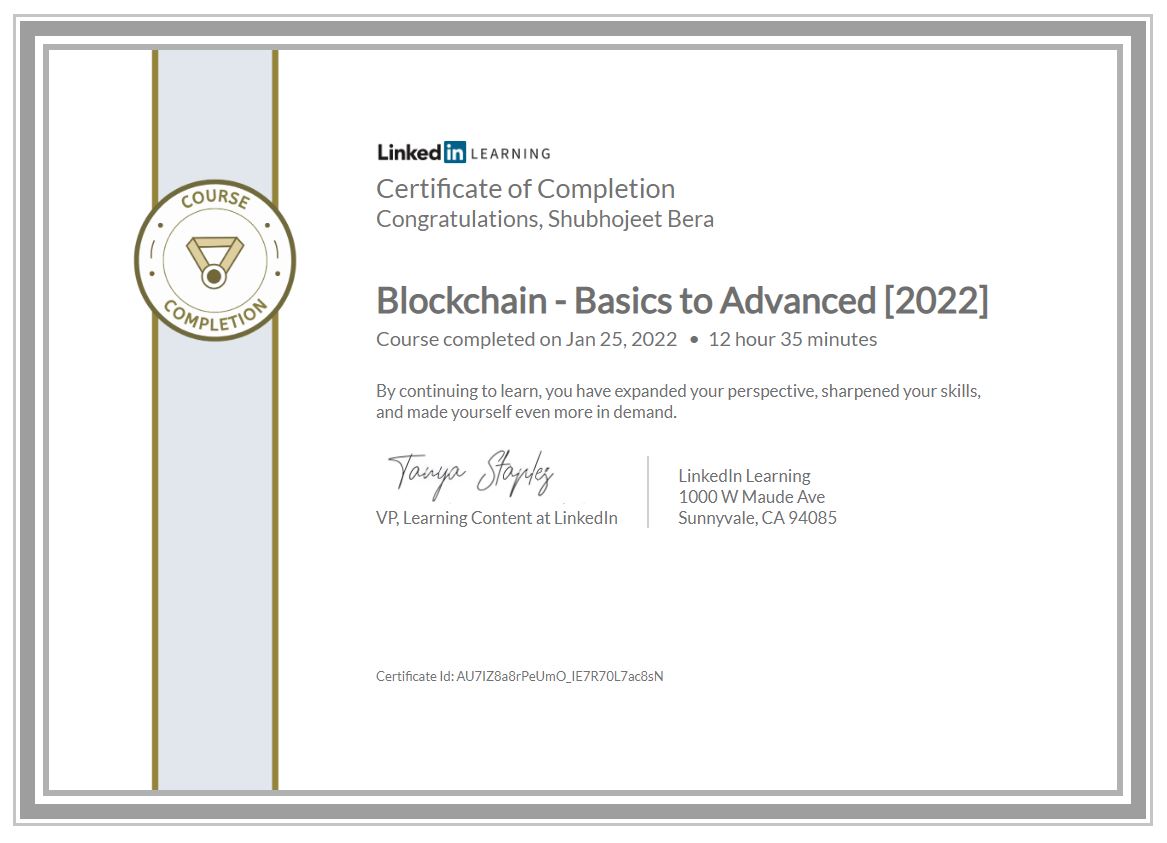 COURSE
COMPLETION
Linked in LEARNING
Certificate of Completion
Congratulations, Shubhojeet Bera
Blockchain - Basics to Advanced [2022]
Course completed on Jan 25, 2022 • 12 hour 35 minutes
By continuing to learn, you have expanded your perspective, sharpened your skills,
and made yourself even more in demand.
Tanya Staples
VP, Learning Content at LinkedIn
LinkedIn Learning
1000 W Maude Ave
Sunnyvale, CA 94085
Certificate Id: AU7IZ8a8rPeUmO_IE7R70L7ac8sN